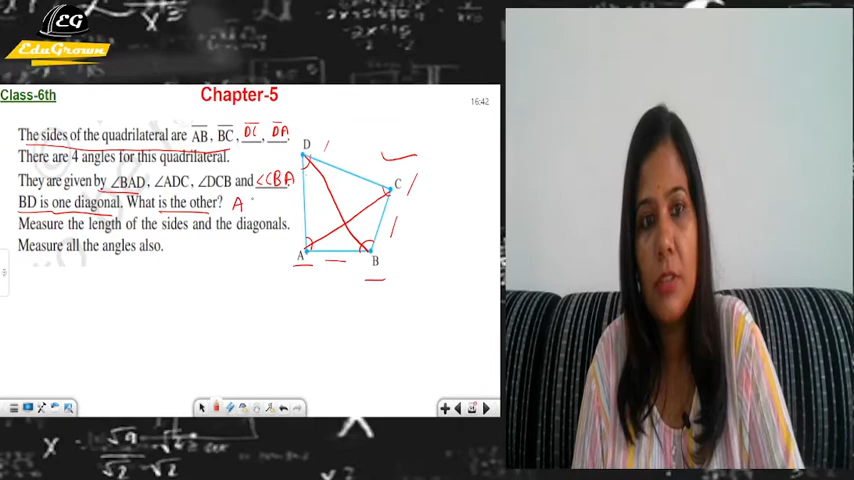 EG
EduGrown
Class-6th
Chapter-5
16:42
The sides of the quadrilateral are AB, BC, DC, DA.
There are 4 angles for this quadrilateral.
They are given by ∠BAD, ∠ADC, ∠DCB and ∠CBA
BD is one diagonal. What is the other? A
Measure the length of the sides and the diagonals.
Measure all the angles also.
D
C
A
B